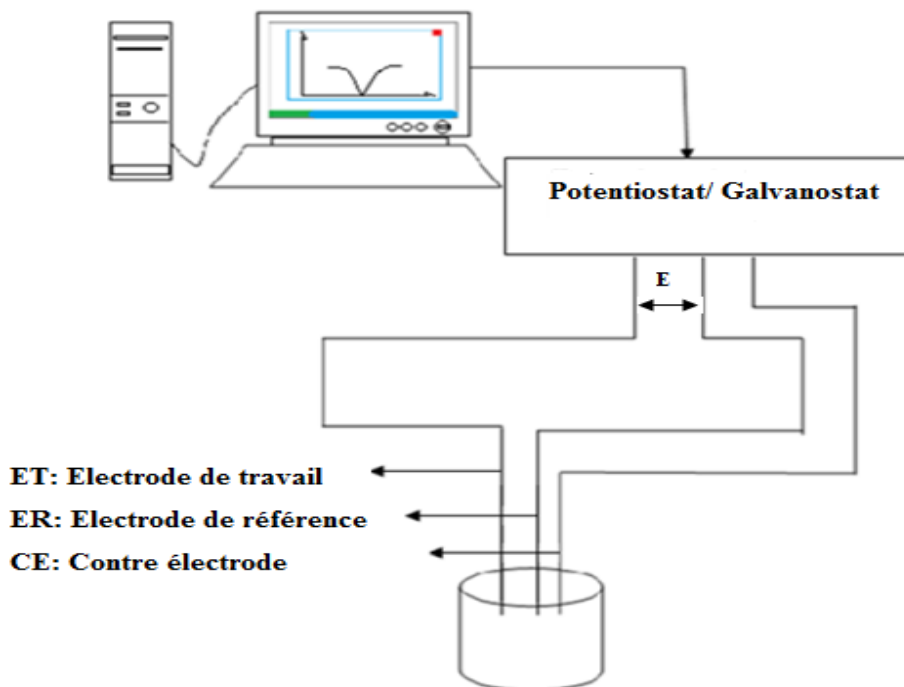 Potentiostat/ Galvanostat
E
ET: Electrode de travail
ER: Electrode de référence
CE: Contre électrode